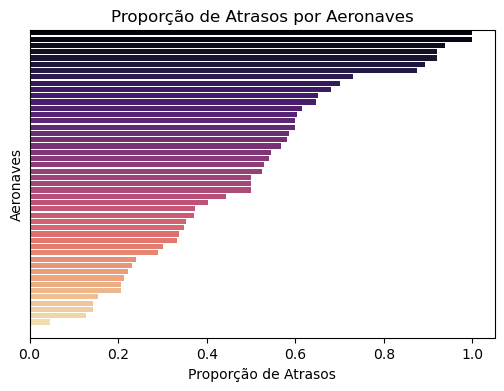 Proporção de Atrasos por Aeronaves
Aeronaves
0.0 0.2 0.4 0.6 0.8 1.0
Proporção de Atrasos